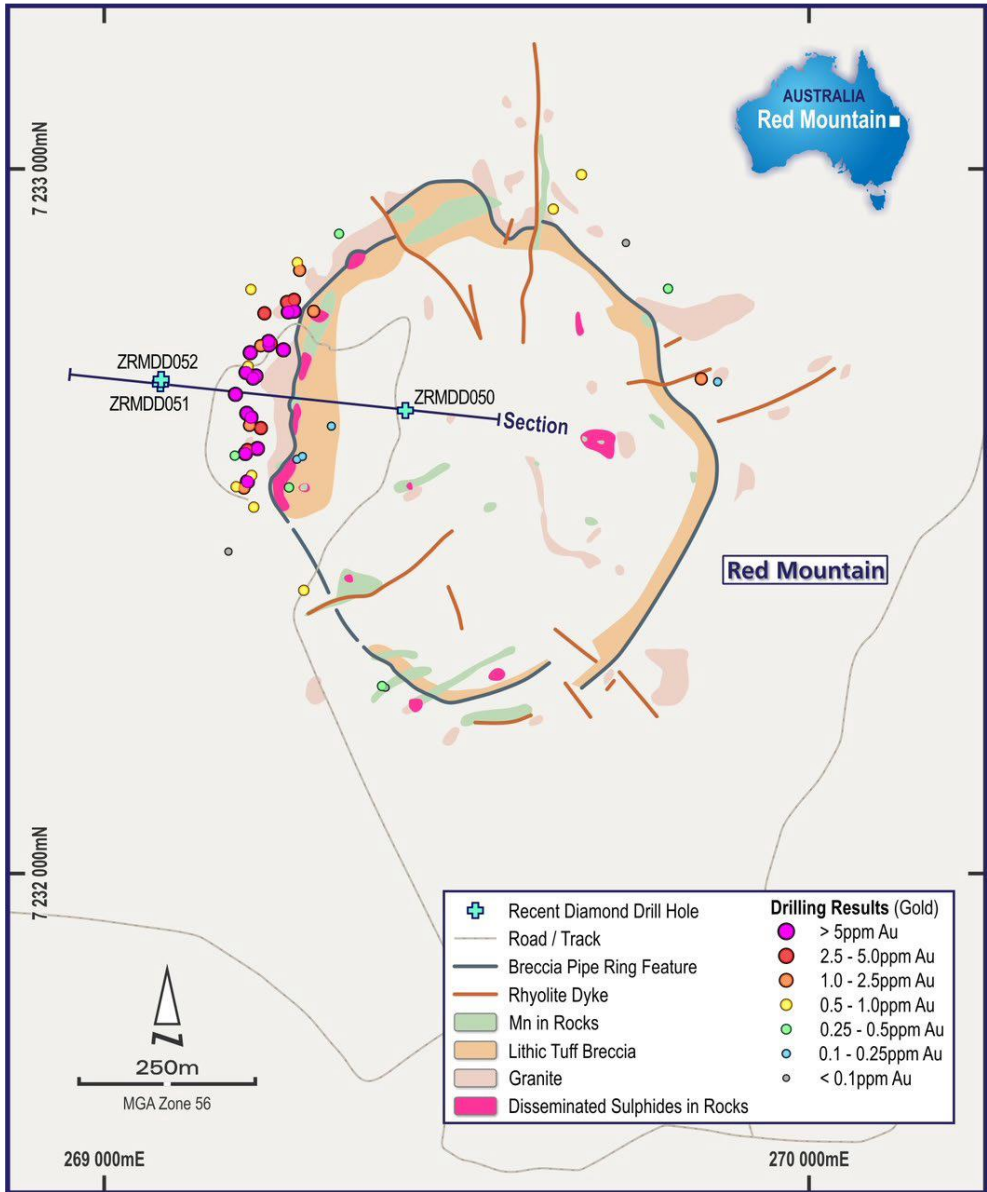 AUSTRALIA
Red Mountain
7 233 000mN
ZRMDD052
ZRMDD051
ZRMDD050
Section
Red Mountain
7 232 000mN
Recent Diamond Drill Hole
Road / Track
Breccia Pipe Ring Feature
Rhyolite Dyke
Mn in Rocks
Lithic Tuff Breccia
Granite
Disseminated Sulphides in Rocks
Drilling Results (Gold)
> 5ppm Au
2.5 - 5.0ppm Au
1.0 - 2.5ppm Au
0.5 - 1.0ppm Au
0.25 - 0.5ppm Au
0.1 - 0.25ppm Au
< 0.1ppm Au
N
250m
MGA Zone 56
269 000mE
270 000mE